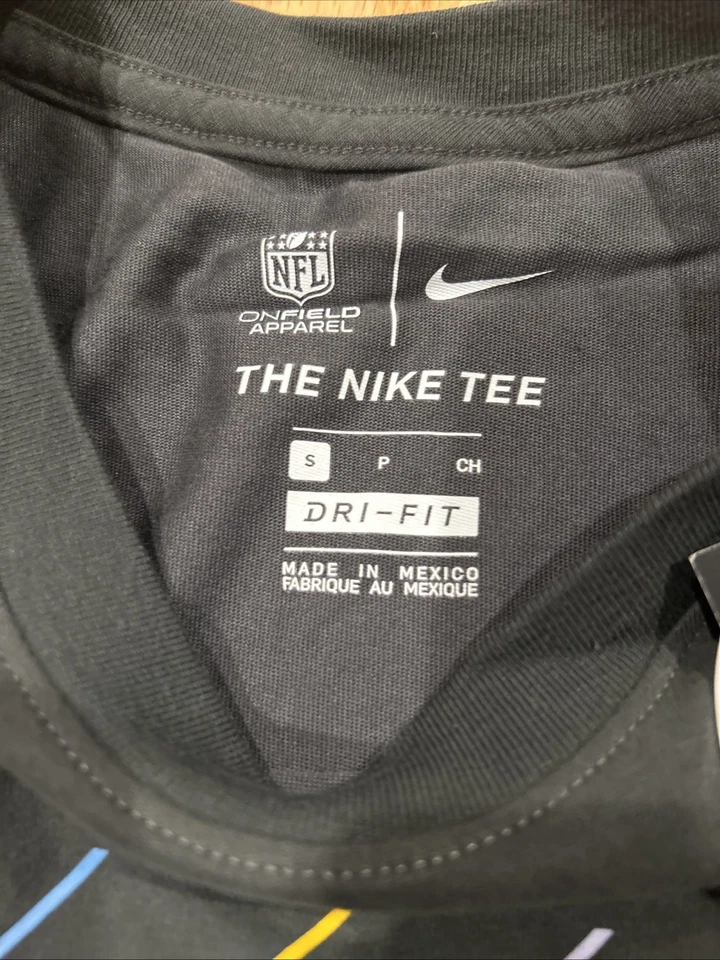 NFL
ONFIELD
APPAREL
THE NIKE TEE
S P CH
DRI-FIT
MADE IN MEXICO
FABRIQUE AU MEXIQUE